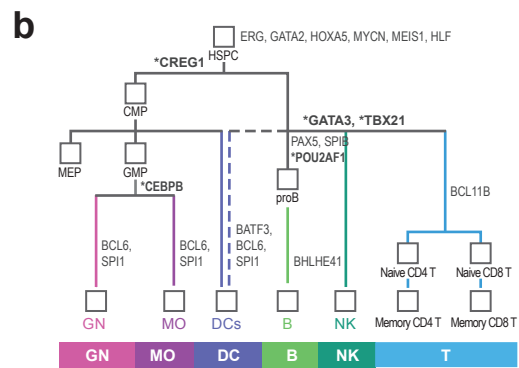 b
ERG, GATA2, HOXA5, MYCN, MEIS1, HLF
HSPC
*CREG1
CMP
*GATA3, *TBX21
PAX5, SPIB
*POU2AF1
MEP
GMP
*CEBPB
proB
BCL11B
BCL6,
SPI1
BCL6,
SPI1
BATF3,
BCL6,
SPI1
BHLHE41
Naive CD4 T
Naive CD8 T
GN
MO
DCs
B
NK
Memory CD4 T
Memory CD8 T
GN
MO
DC
B
NK
T